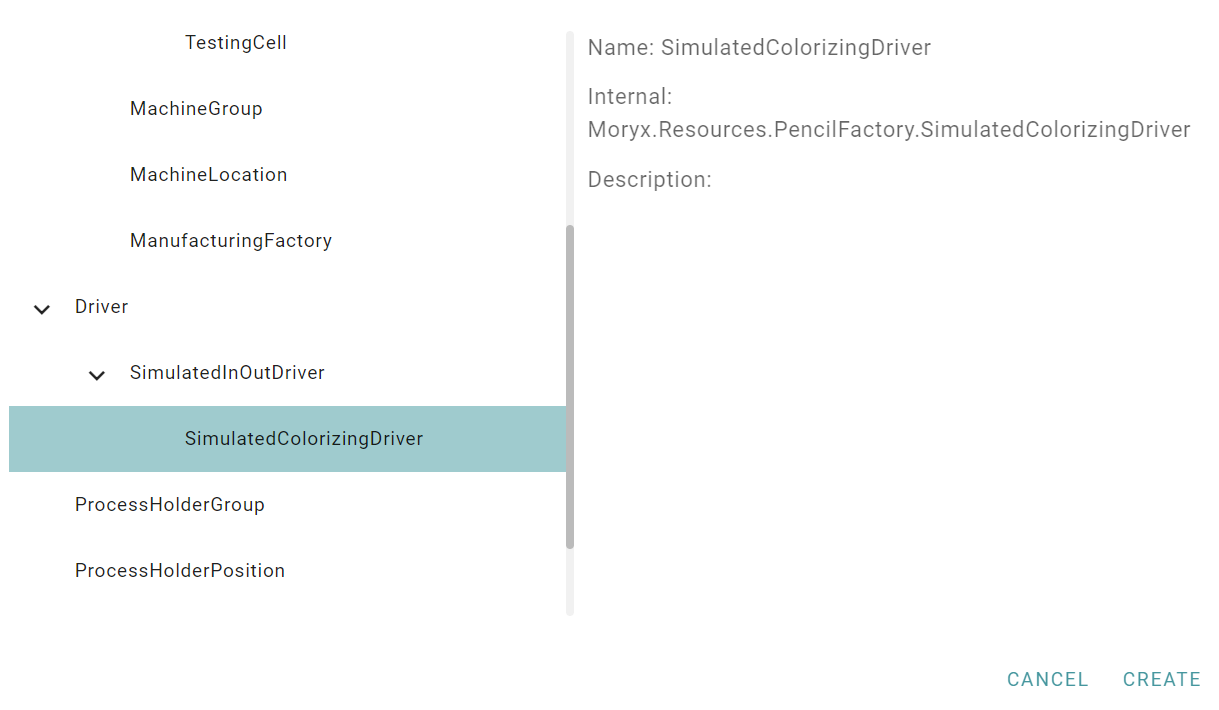 TestingCell
MachineGroup
MachineLocation
ManufacturingFactory
Driver
SimulatedInOutDriver
SimulatedColorizingDriver
ProcessHolderGroup
ProcessHolderPosition
Name: SimulatedColorizingDriver
Internal:
Moryx.Resources.PencilFactory.SimulatedColorizingDriver
Description:
CANCEL CREATE